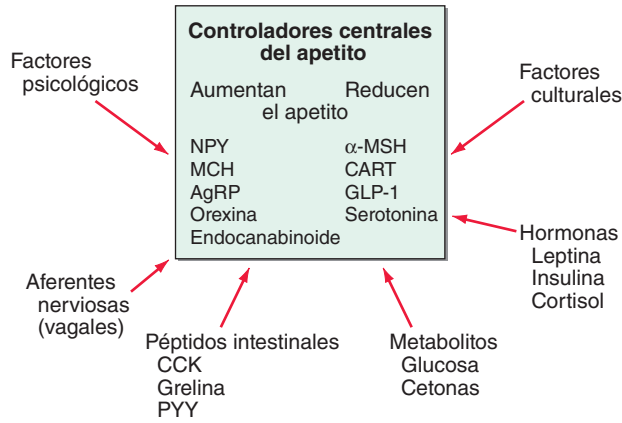 Controladores centrales
del apetito
Aumentan Reducen
el apetito
NPY α-MSH
MCH CART
AgRP GLP-1
Orexina Serotonina
Endocanabinoide
Factores
psicológicos
Factores
culturales
Hormonas
Leptina
Insulina
Cortisol
Aferentes
nerviosas
(vagales)
Péptidos intestinales
CCK
Grelina
PYY
Metabolitos
Glucosa
Cetonas